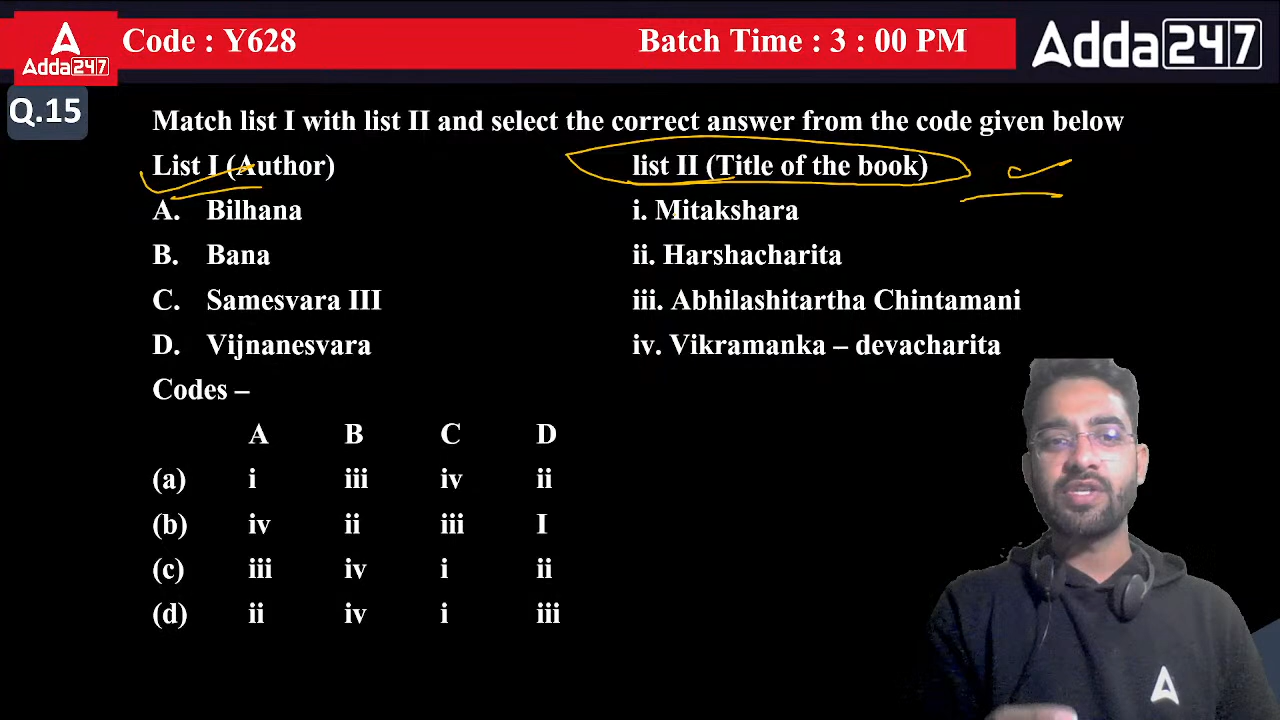 Code : Y628 Batch Time : 3 : 00 PM
Adda247
Adda247
Q.15
Match list I with list II and select the correct answer from the code given below
List I (Author) list II (Title of the book)
A. Bilhana i. Mitakshara
B. Bana ii. Harshacharita
C. Samesvara III iii. Abhilashitartha Chintamani
D. Vijnanesvara iv. Vikramanka – devacharita
Codes –
A B C D
(a) i iii iv ii
(b) iv ii iii I
(c) iii iv i ii
(d) ii iv i iii